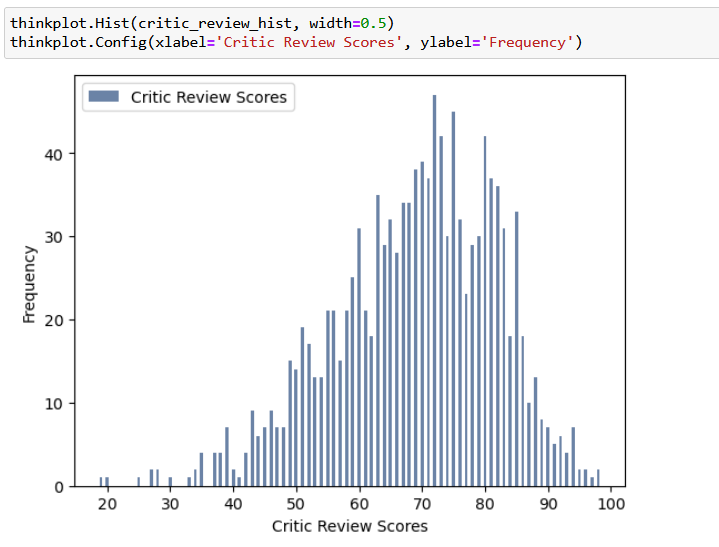 thinkplot.Hist(critic_review_hist, width=0.5)
thinkplot.Config(xlabel='Critic Review Scores', ylabel='Frequency')
Critic Review Scores
40
30
20
10
0
Frequency
20 30 40 50 60 70 80 90 100
Critic Review Scores